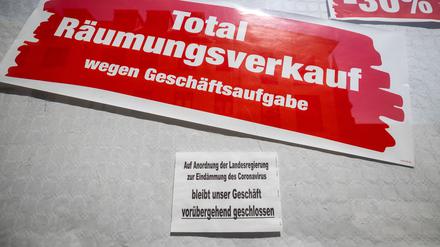 -30%
Total
Räumungsverkauf
wegen Geschäftsaufgabe
Auf Anordnung der Landesregierung
zur Eindämmung des Coronavirus
bleibt unser Geschäft
vorübergehend geschlossen